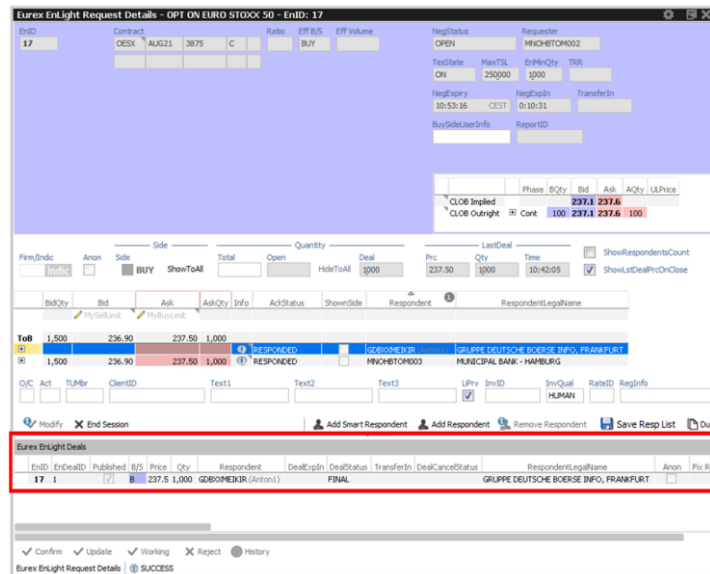 Eurex EnLight Request Details - OPT ON EURO STOXX 50 - EnID: 17
EnID Contract Ratio Eff B/S Eff Volume NegStatus Requester
17 OESX AUG21 3875 C BUY OPEN MNOHBTOM002
TesState MaxTSL EnMinQty TRR
ON 250000 1000
NegExpiry NegExpIn TransferIn
10:53:16 CEST 0:10:31
BuySideUserInfo ReportID
Phase BQty Bid Ask AQty ULPrice
CLOB Implied 237.1 237.6
CLOB Outright Cont 100 237.1 237.6 100
Side Quantity LastDeal
Firm/Indic Anon Side Total Open Deal Prc Qty Time ShowRespondentsCount
Indic BUY ShowToAll HideToAll 1000 237.50 1000 10:42:05 ShowLstDealPrcOnClose
BidQty Bid Ask AskQty Info AckStatus ShownSide Respondent 1 RespondentLegalName
MySellLimit MyBuyLimit
ToB 1,500 236.90 237.50 1,000
RESPONDED GDBXXMEIKIR (Anton1) GRUPPE DEUTSCHE BOERSE INFO, FRANKFURT
1,500 236.90 237.50 1,000 RESPONDED MNOHBTOM003 MUNICIPAL BANK - HAMBURG
O/C Act TUMbr ClientID Text1 Text2 Text3 LiPrv InvID InvQual RateID RegInfo
HUMAN
Modify End Session Add Smart Respondent Add Respondent Remove Respondent Save Resp List Du
Eurex EnLight Deals
EnID EnDealID Published B/S Price Qty Respondent DealExpIn DealStatus TransferIn DealCancelStatus RespondentLegalName Anon Fix R
17 1 B 237.5 1,000 GDBXXMEIKIR (Anton1) FINAL GRUPPE DEUTSCHE BOERSE INFO, FRANKFURT
Confirm Update Working Reject History
Eurex EnLight Request Details SUCCESS